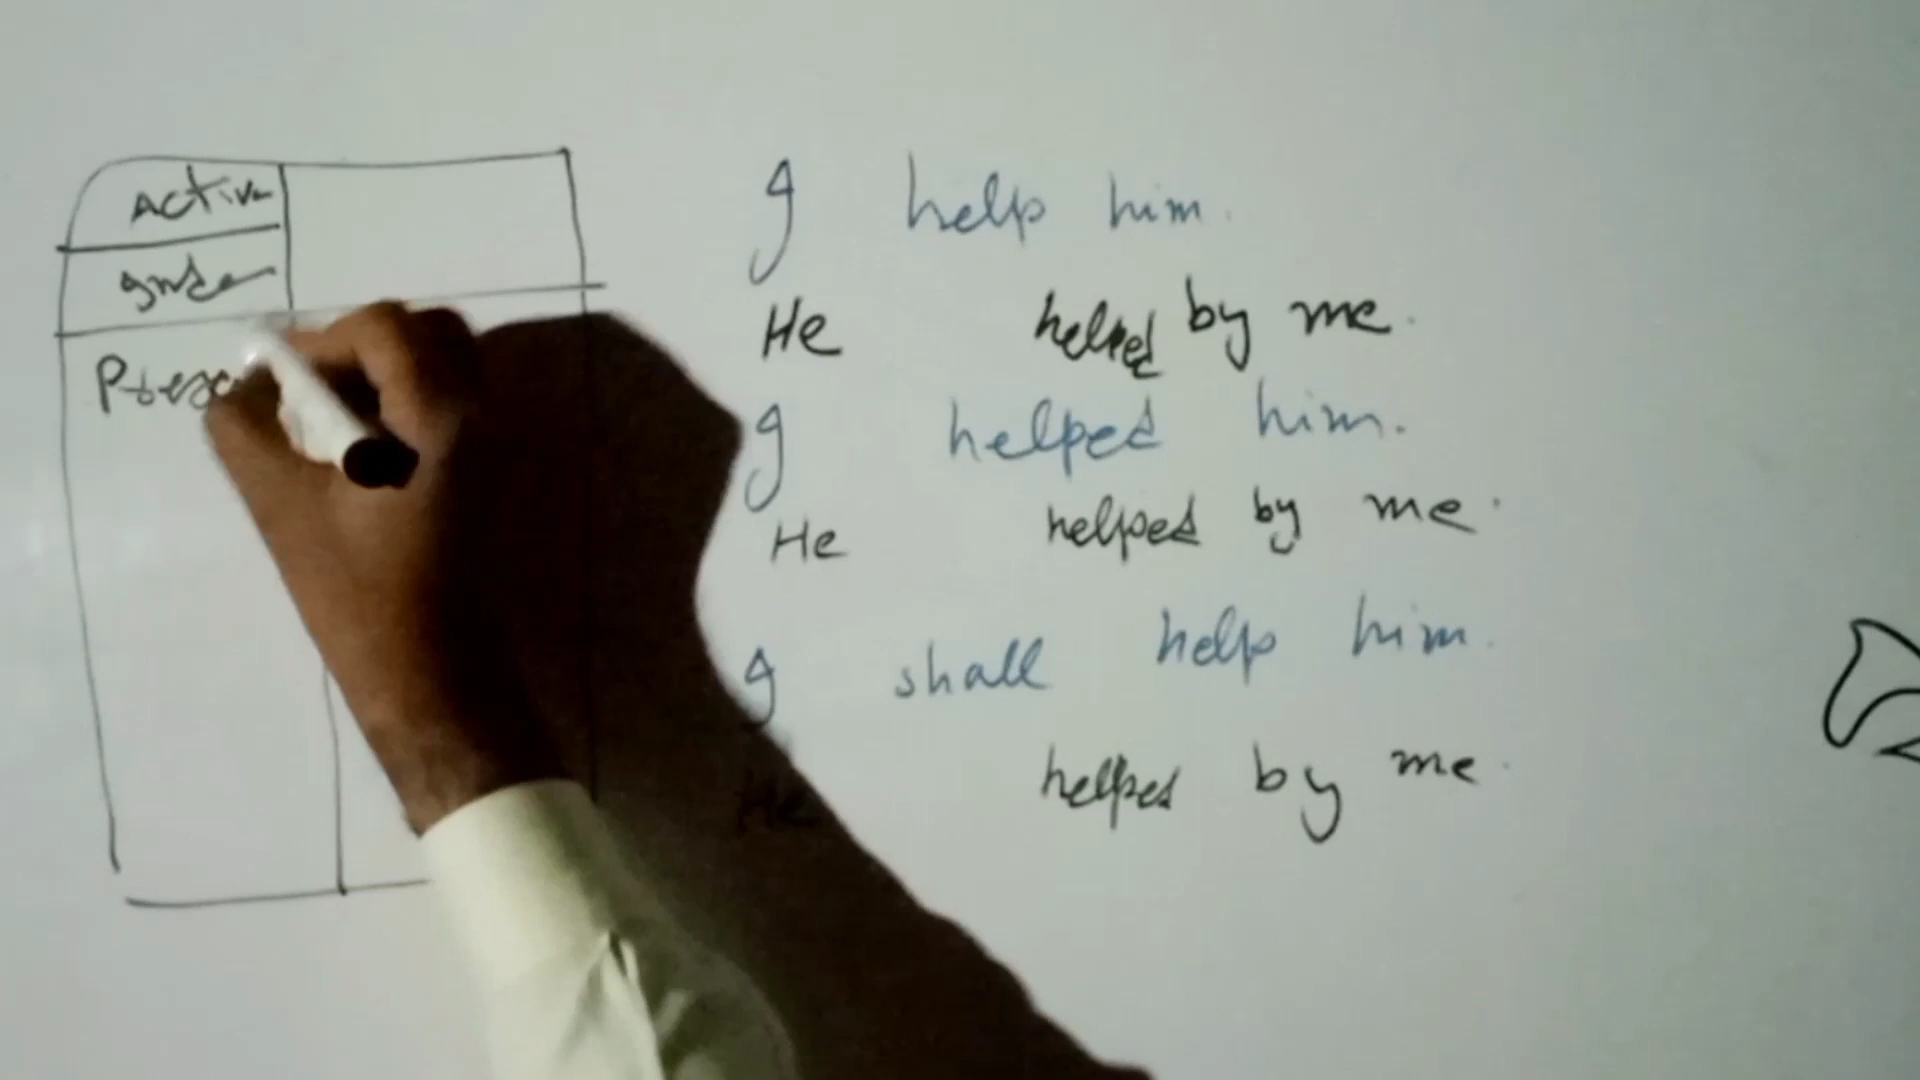 Active
I help him.
He helped by me.
I helped him.
He helped by me.
I shall help him.
He helped by me.